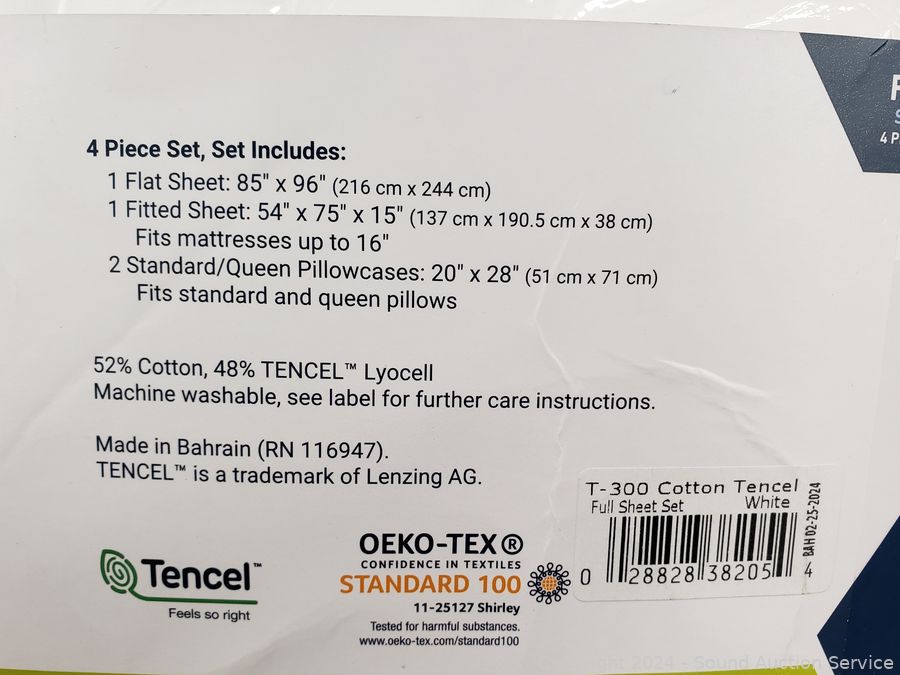 4 Piece Set, Set Includes:
1 Flat Sheet: 85" x 96" (216 cm x 244 cm)
1 Fitted Sheet: 54" x 75" x 15" (137 cm x 190.5 cm x 38 cm)
Fits mattresses up to 16"
2 Standard/Queen Pillowcases: 20" x 28" (51 cm x 71 cm)
Fits standard and queen pillows
52% Cotton, 48% TENCEL™ Lyocell
Machine washable, see label for further care instructions.
Made in Bahrain (RN 116947).
TENCEL™ is a trademark of Lenzing AG.
Tencel™
Feels so right
OEKO-TEX®
CONFIDENCE IN TEXTILES
STANDARD 100
11-25127 Shirley
Tested for harmful substances.
www.oeko-tex.com/standard100
T-300 Cotton Tencel
Full Sheet Set White
BAH 02-25-2024
0 28828 38205 4
4 P
2024 - Sound Auction Service